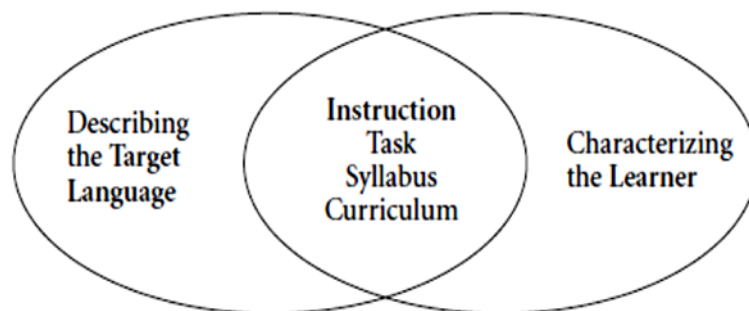 Describing
the Target
Language
Instruction
Task
Syllabus
Curriculum
Characterizing
the Learner